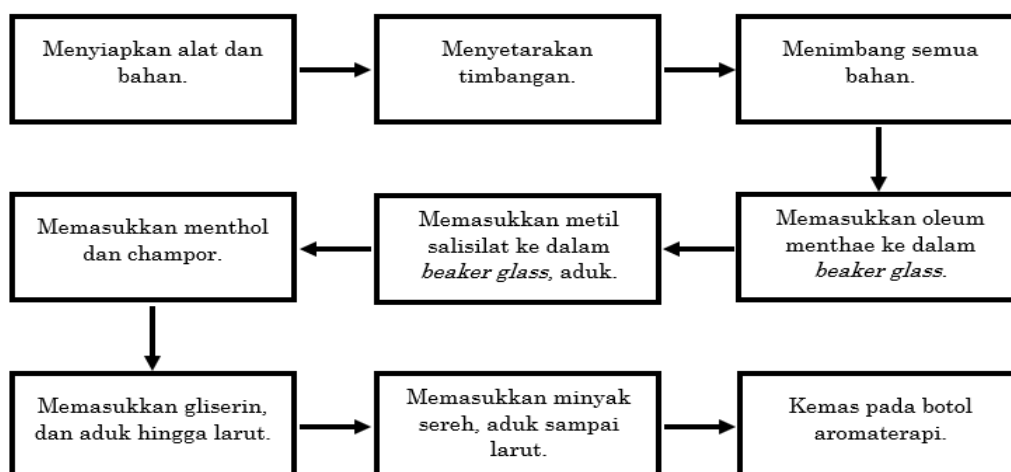 Menyiapkan alat dan
bahan.
Menyetarakan
timbangan.
Menimbang semua
bahan.
Memasukkan oleum
menthae ke dalam
beaker glass.
Memasukkan metil
salisilat ke dalam
beaker glass, aduk.
Memasukkan menthol
dan champor.
Memasukkan gliserin,
dan aduk hingga larut.
Memasukkan minyak
sereh, aduk sampai
larut.
Kemas pada botol
aromaterapi.